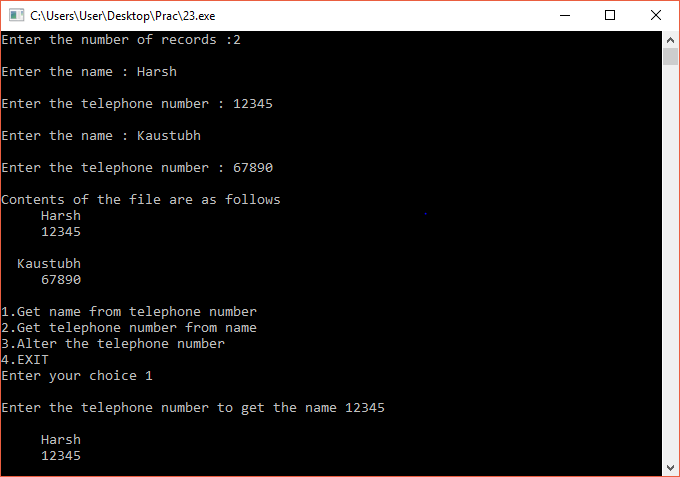 C:\Users\User\Desktop\Prac\23.exe
Enter the number of records :2
Enter the name : Harsh
Enter the telephone number : 12345
Enter the name : Kaustubh
Enter the telephone number : 67890
Contents of the file are as follows
Harsh
12345
Kaustubh
67890
1.Get name from telephone number
2.Get telephone number from name
3.Alter the telephone number
4.EXIT
Enter your choice 1
Enter the telephone number to get the name 12345
Harsh
12345